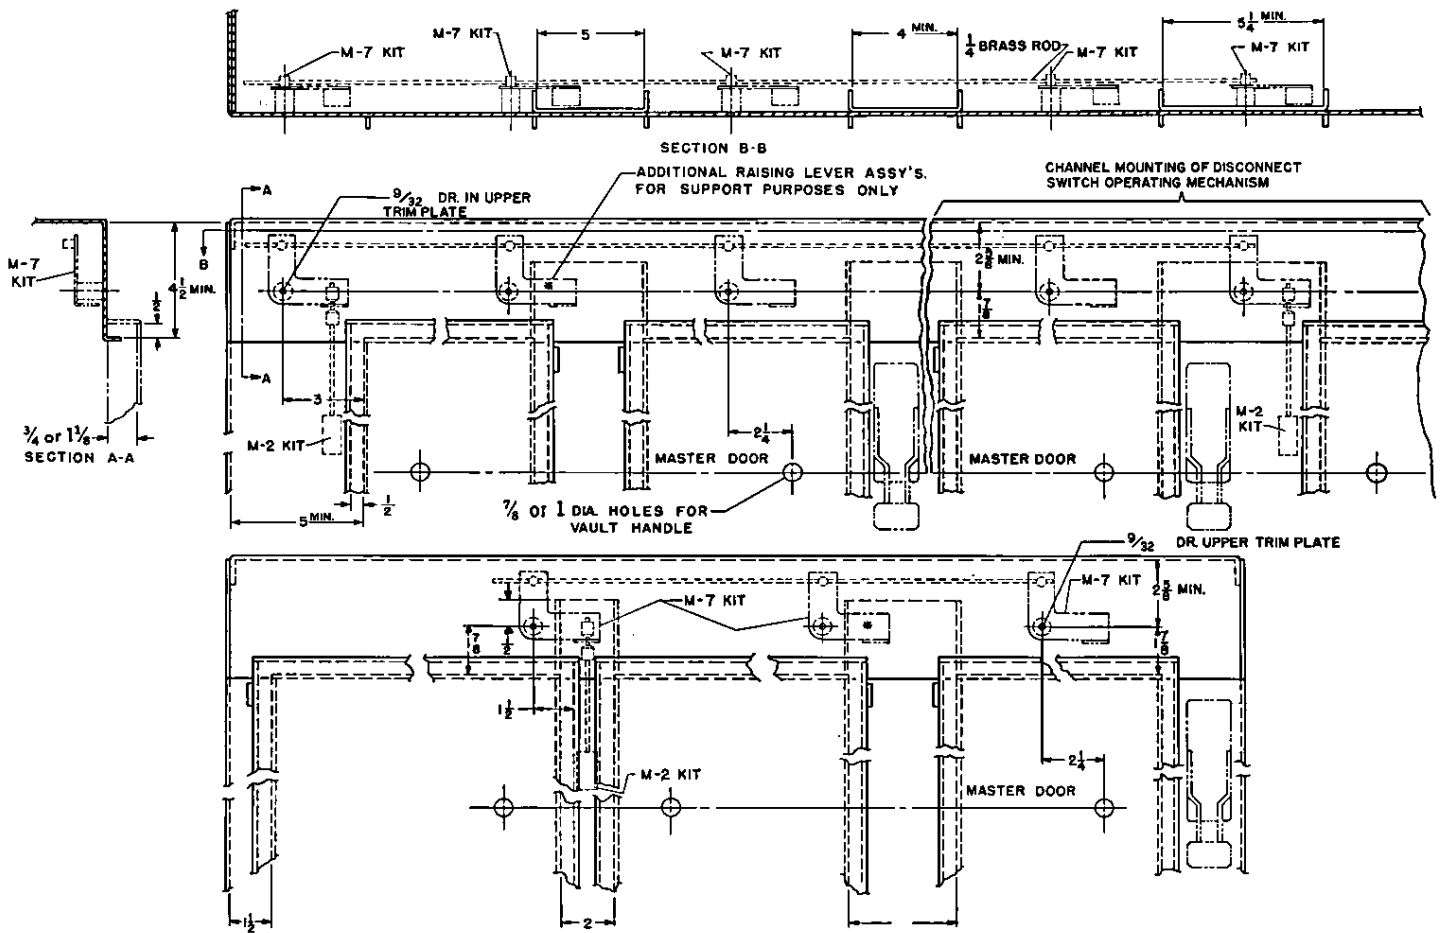 M-7 KIT
M-7 KIT
5
M-7 KIT
4 MIN.
1/4 BRASS ROD
M-7 KIT
5 1/4 MIN.
M-7 KIT
SECTION B-B
ADDITIONAL RAISING LEVER ASSY'S.
FOR SUPPORT PURPOSES ONLY
CHANNEL MOUNTING OF DISCONNECT
SWITCH OPERATING MECHANISM
A
9/32 DR. IN UPPER
TRIM PLATE
B
M-7
KIT
4 1/2 MIN.
*
2 5/8 MIN.
7/8
A
3
3/4 or 1 1/8
SECTION A-A
M-2 KIT
2 1/4
MASTER DOOR
MASTER DOOR
M-2
KIT
5 MIN.
1/2
7/8 or 1 DIA. HOLES FOR
VAULT HANDLE
9/32 DR. UPPER TRIM PLATE
M-7 KIT
M-7 KIT
2 5/8 MIN.
7/8
1/2
*
7/8
1 1/2
M-2 KIT
2 1/4
MASTER DOOR
1 1/2
2